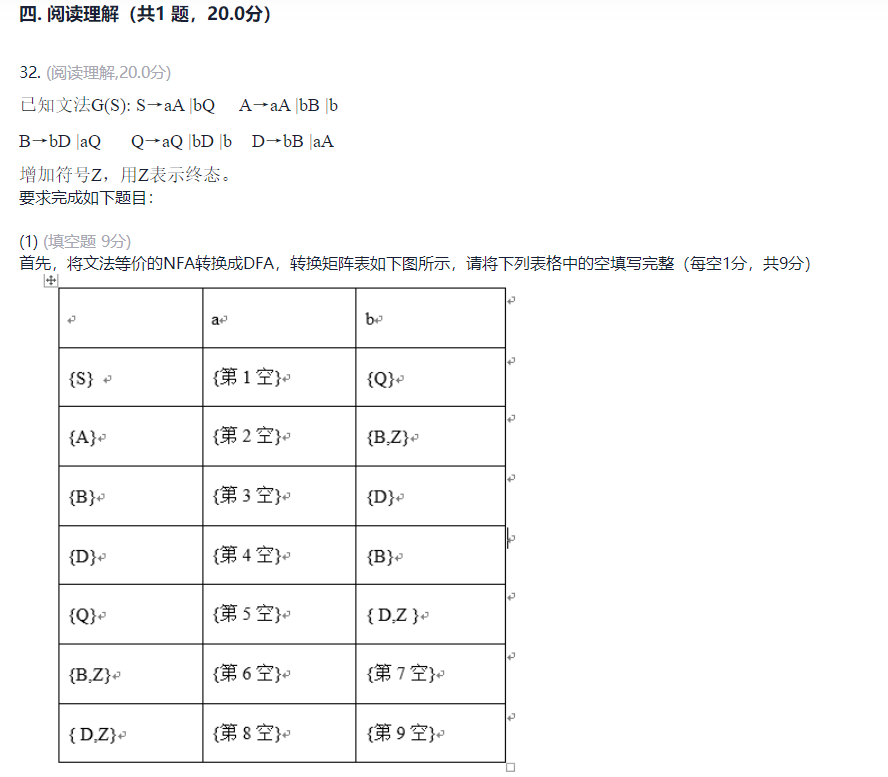 四. 阅读理解（共1 题，20.0分）
32. (阅读理解,20.0分)
已知文法G(S): S→aA |bQ A→aA |bB |b
B→bD |aQ Q→aQ |bD |b D→bB |aA
增加符号Z，用Z表示终态。
要求完成如下题目：
(1) (填空题 9分)
首先，将文法等价的NFA转换成DFA，转换矩阵表如下图所示，请将下列表格中的空填写完整（每空1分，共9分）
a b
{S} {第 1 空} {Q}
{A} {第 2 空} {B,Z}
{B} {第 3 空} {D}
{D} {第 4 空} {B}
{Q} {第 5 空} { D,Z }
{B,Z} {第 6 空} {第 7 空}
{ D,Z} {第 8 空} {第 9 空}